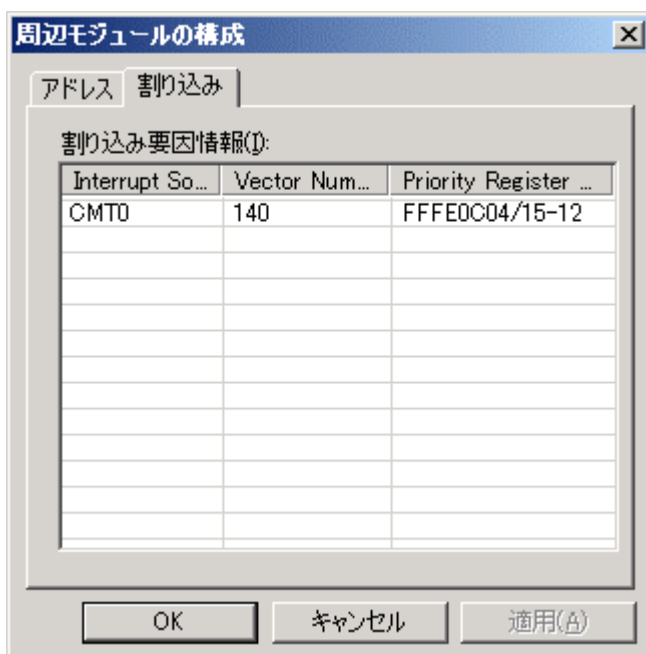 周辺モジュールの構成
アドレス 割り込み
割り込み要因情報(I):
Interrupt So... Vector Num... Priority Register ...
CMT0 140 FFFE0C04/15-12
OK キャンセル 適用(A)